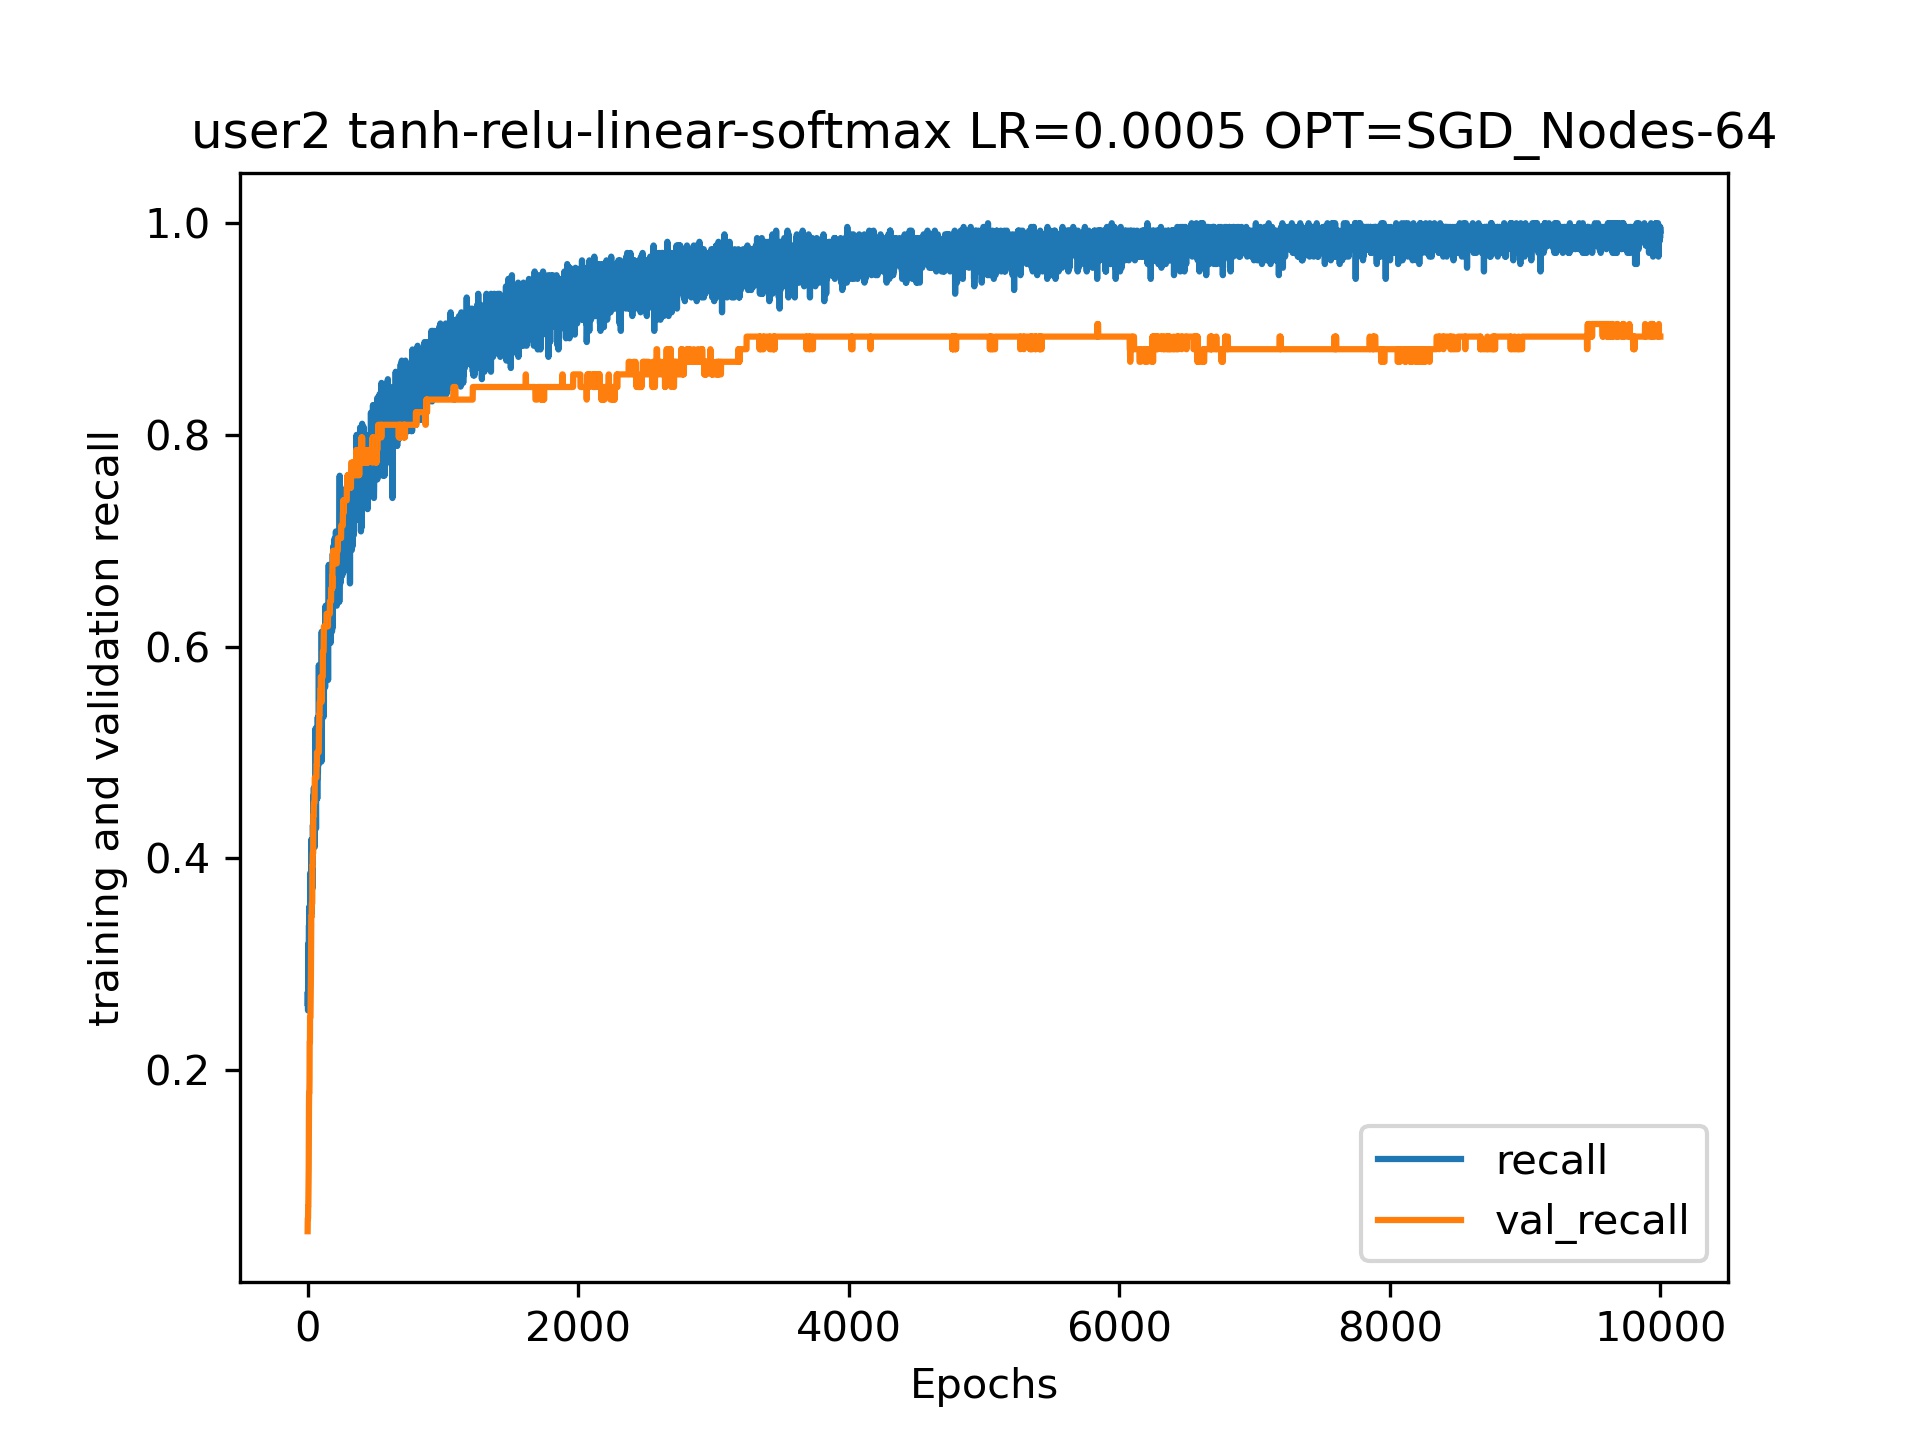 user2 tanh-relu-linear-softmax LR=0.0005 OPT=SGD_Nodes-64
training and validation recall
1.0
0.8
0.6
0.4
0.2
recall
val_recall
0 2000 4000 6000 8000 10000
Epochs